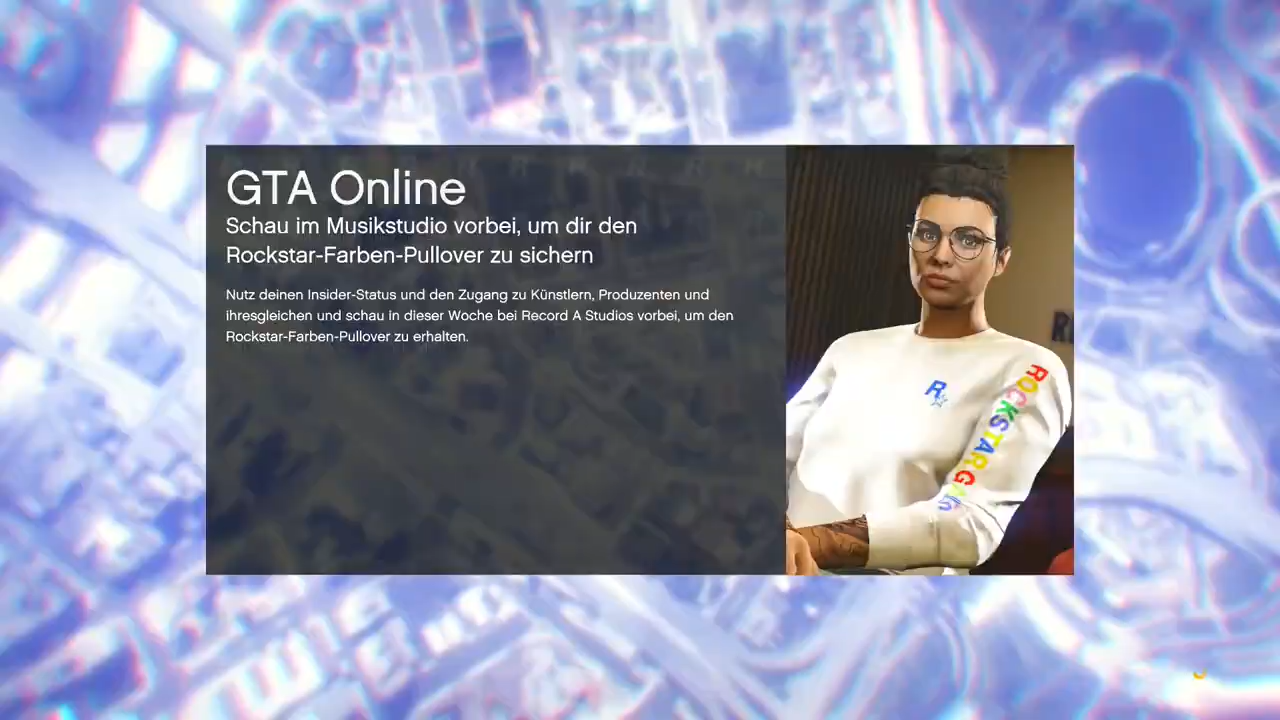 GTA Online
Schau im Musikstudio vorbei, um dir den
Rockstar-Farben-Pullover zu sichern
Nutz deinen Insider-Status und den Zugang zu Künstlern, Produzenten und
ihresgleichen und schau in dieser Woche bei Record A Studios vorbei, um den
Rockstar-Farben-Pullover zu erhalten.
R
ROCKSTAR G